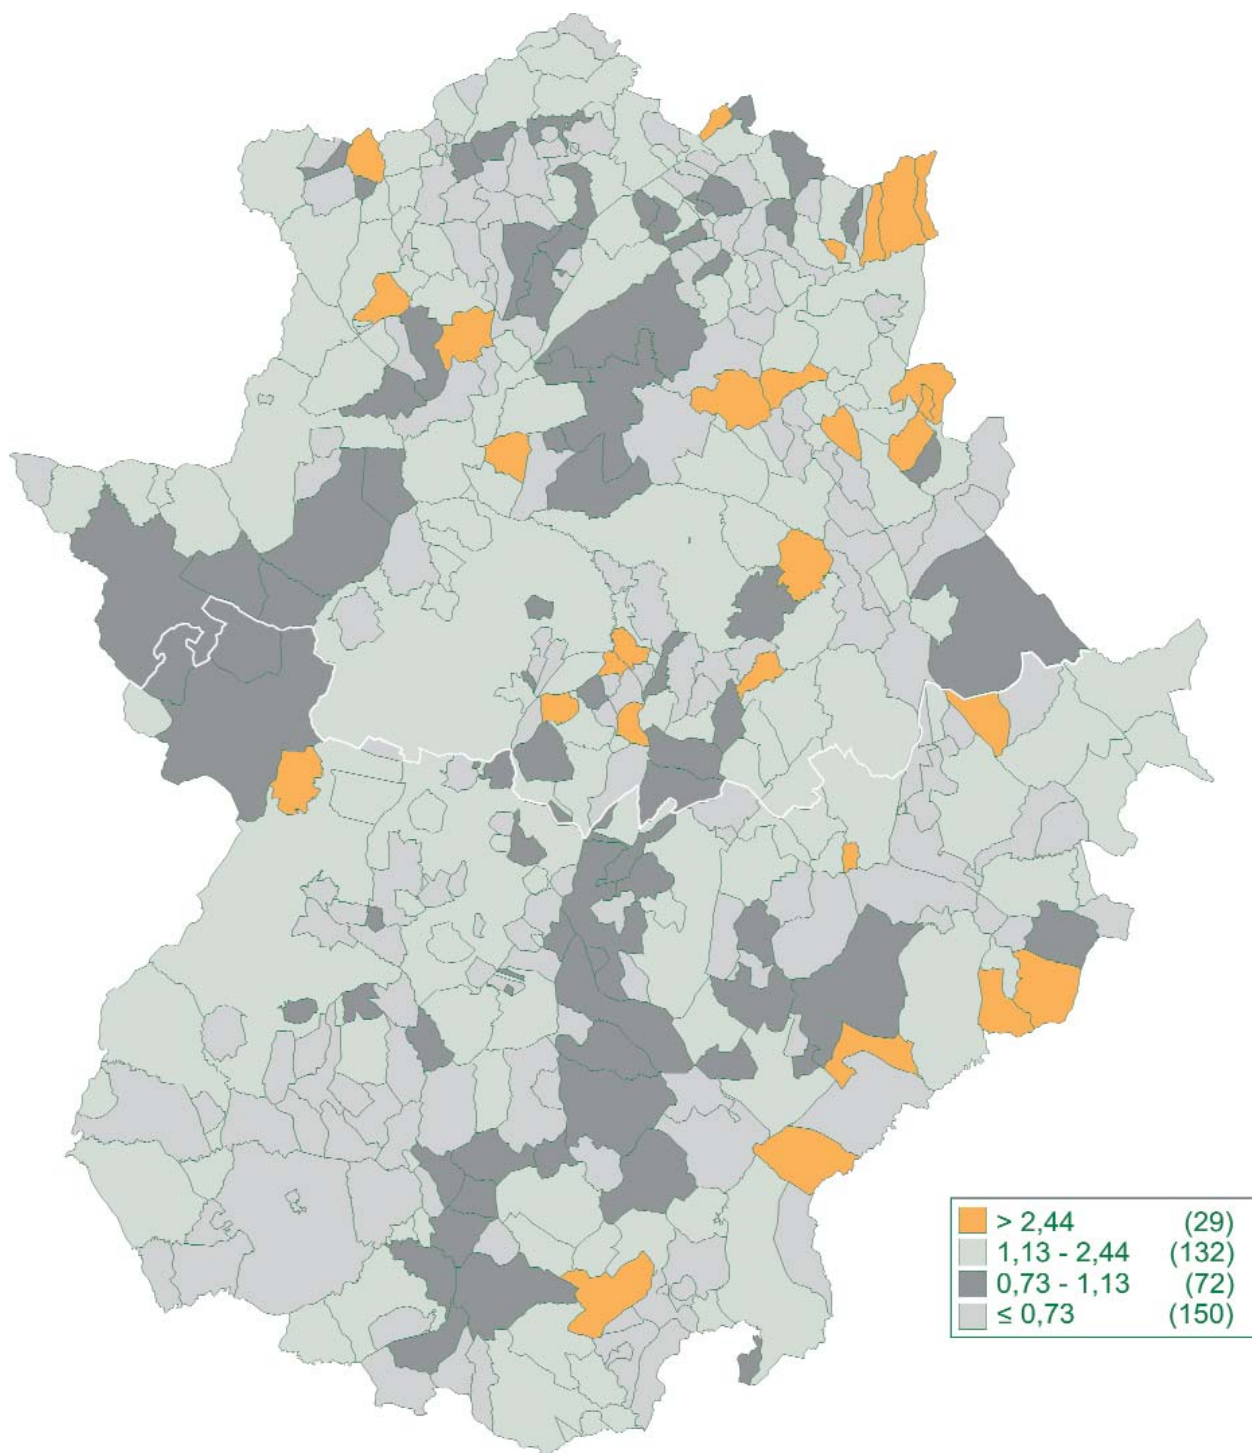 > 2,44 (29)
1,13 - 2,44 (132)
0,73 - 1,13 (72)
≤ 0,73 (150)